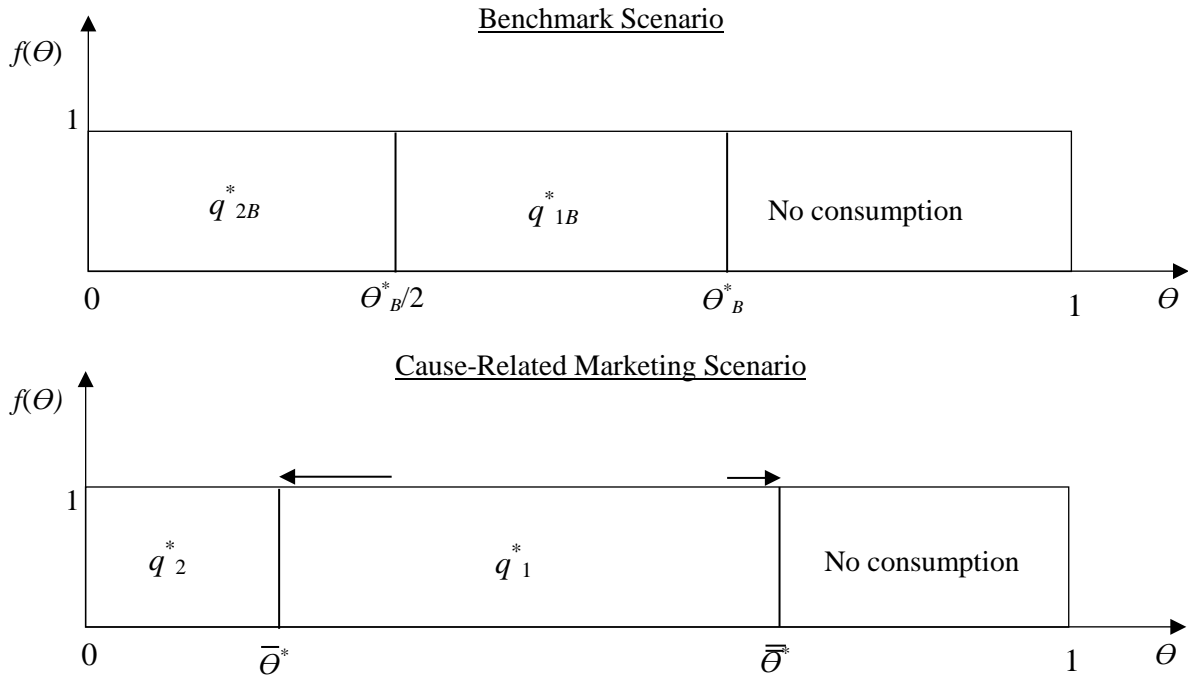 Benchmark Scenario
f(Θ)
1
q*2B
q*1B
No consumption
0
Θ*B/2
Θ*B
1
Θ
Cause-Related Marketing Scenario
f(Θ)
1
q*2
q*1
No consumption
0
Θ̅*
Θ̿*
1
Θ